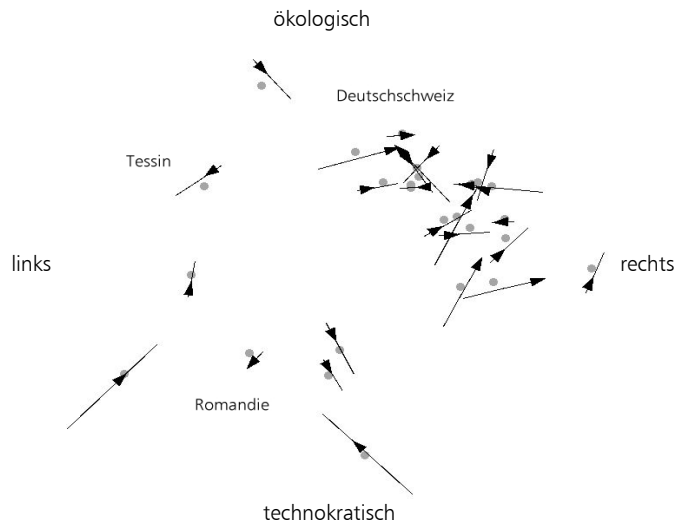 ökologisch
Deutschschweiz
Tessin
links
rechts
Romandie
technokratisch